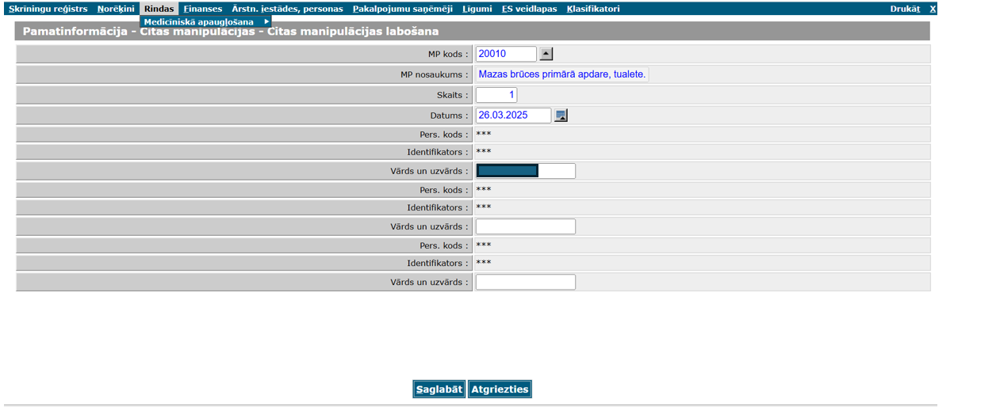 Skrīningu reģistrs Norēķini Rindas Finanses Ārstn. iestādes, personas Pakalpojumu saņēmēji Līgumi ES veidlapas Klasifikatori Drukāt X
Medicīniskā apaugļošana
Pamatinformācija - Citas manipulācijas - Citas manipulācijas labošana
MP kods : 20010
MP nosaukums : Mazas brūces primārā apdare, tualete.
Skaits : 1
Datums : 26.03.2025
Pers. kods : ***
Identifikators : ***
Vārds un uzvārds :
Pers. kods : ***
Identifikators : ***
Vārds un uzvārds :
Pers. kods : ***
Identifikators : ***
Vārds un uzvārds :
Saglabāt Atgriezties